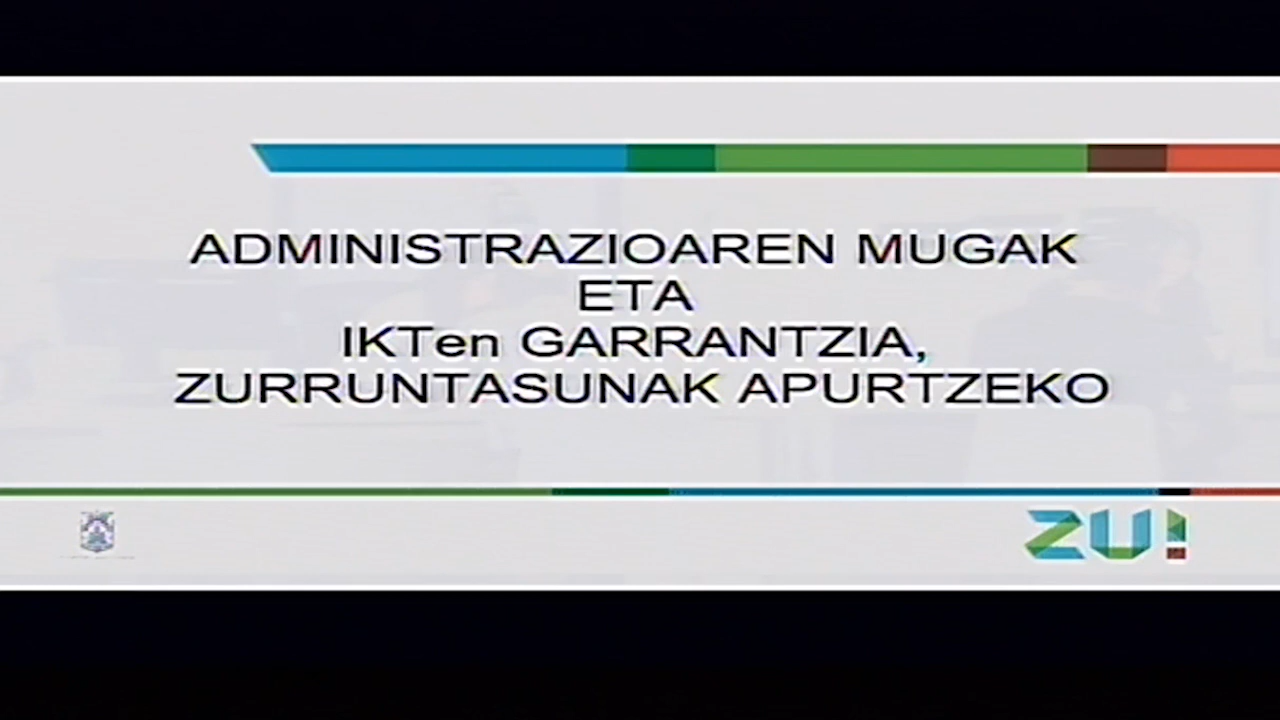 ADMINISTRAZIOAREN MUGAK
ETA
IKTen GARRANTZIA,
ZURRUNTASUNAK APURTZEKO
ZU!